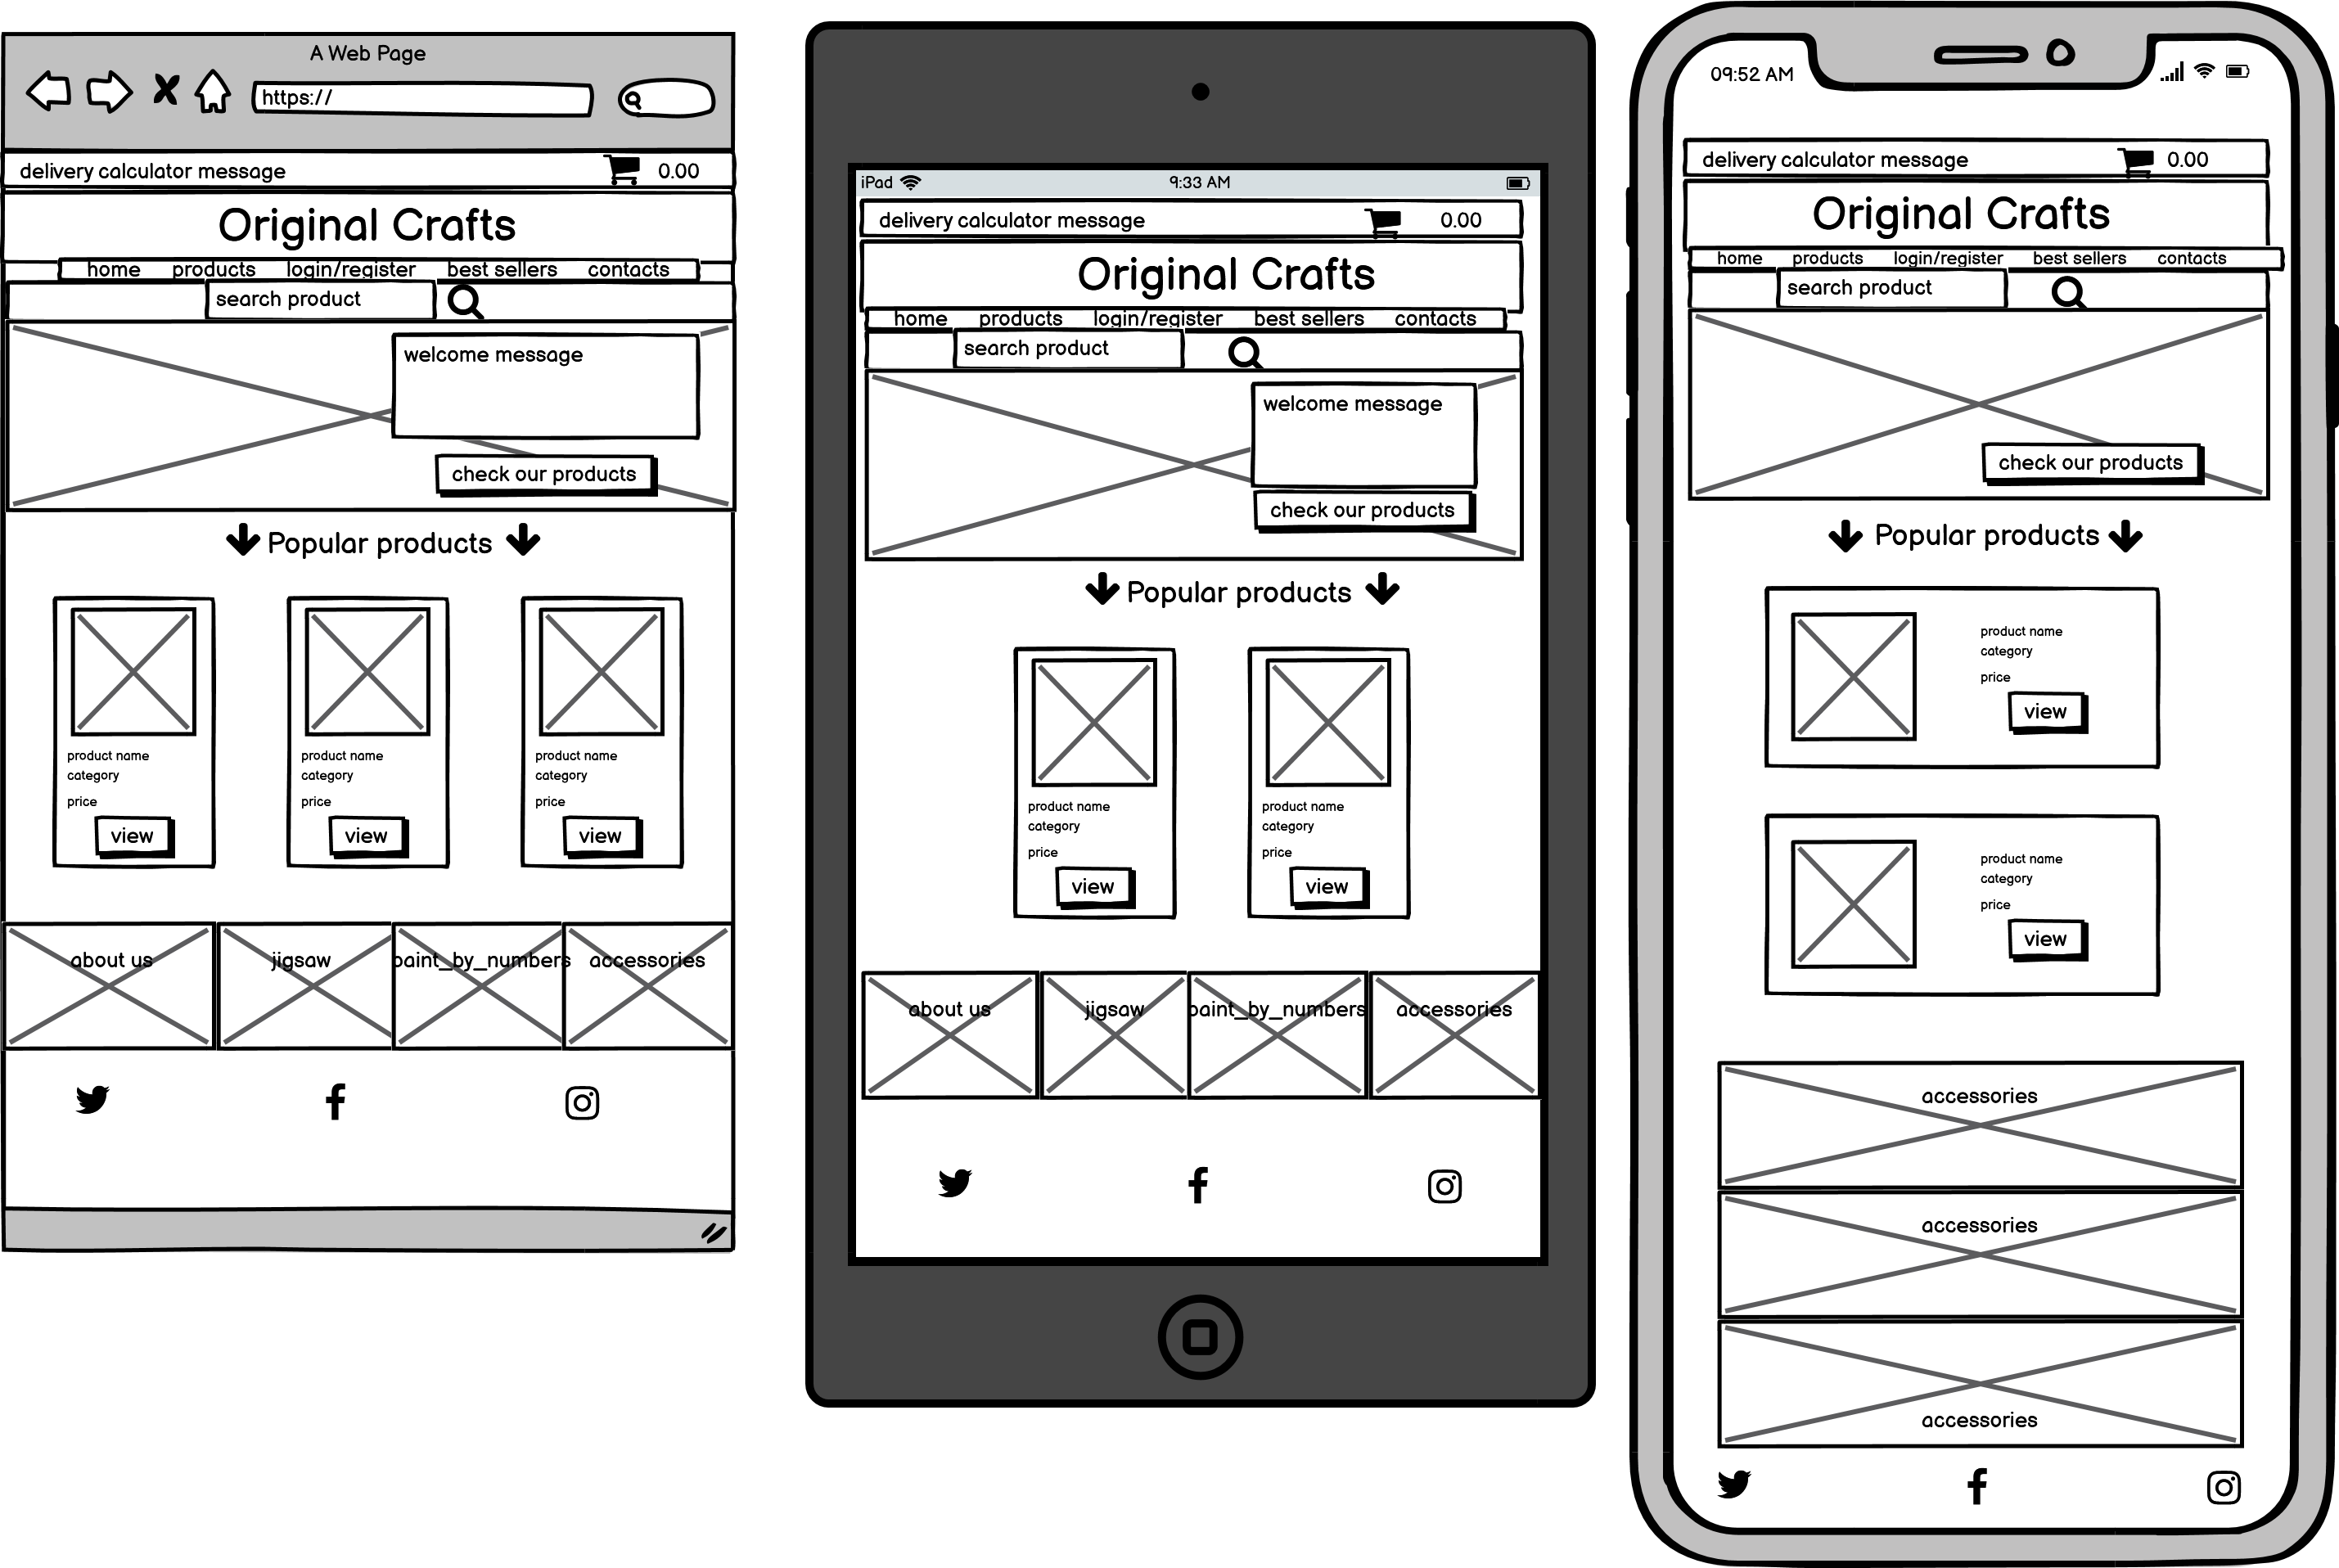 A Web Page
https://
delivery calculator message 0.00
Original Crafts
home products login/register best sellers contacts
search product
welcome message
check our products
Popular products
product name product name product name
category category category
price price price
view view view
about us jigsaw paint_by_numbers accessories
iPad 9:33 AM
delivery calculator message 0.00
Original Crafts
home products login/register best sellers contacts
search product
welcome message
check our products
Popular products
product name product name
category category
price price
view view
about us jigsaw paint_by_numbers accessories
09:52 AM
delivery calculator message 0.00
Original Crafts
home products login/register best sellers contacts
search product
check our products
Popular products
product name
category
price
view
product name
category
price
view
accessories
accessories
accessories